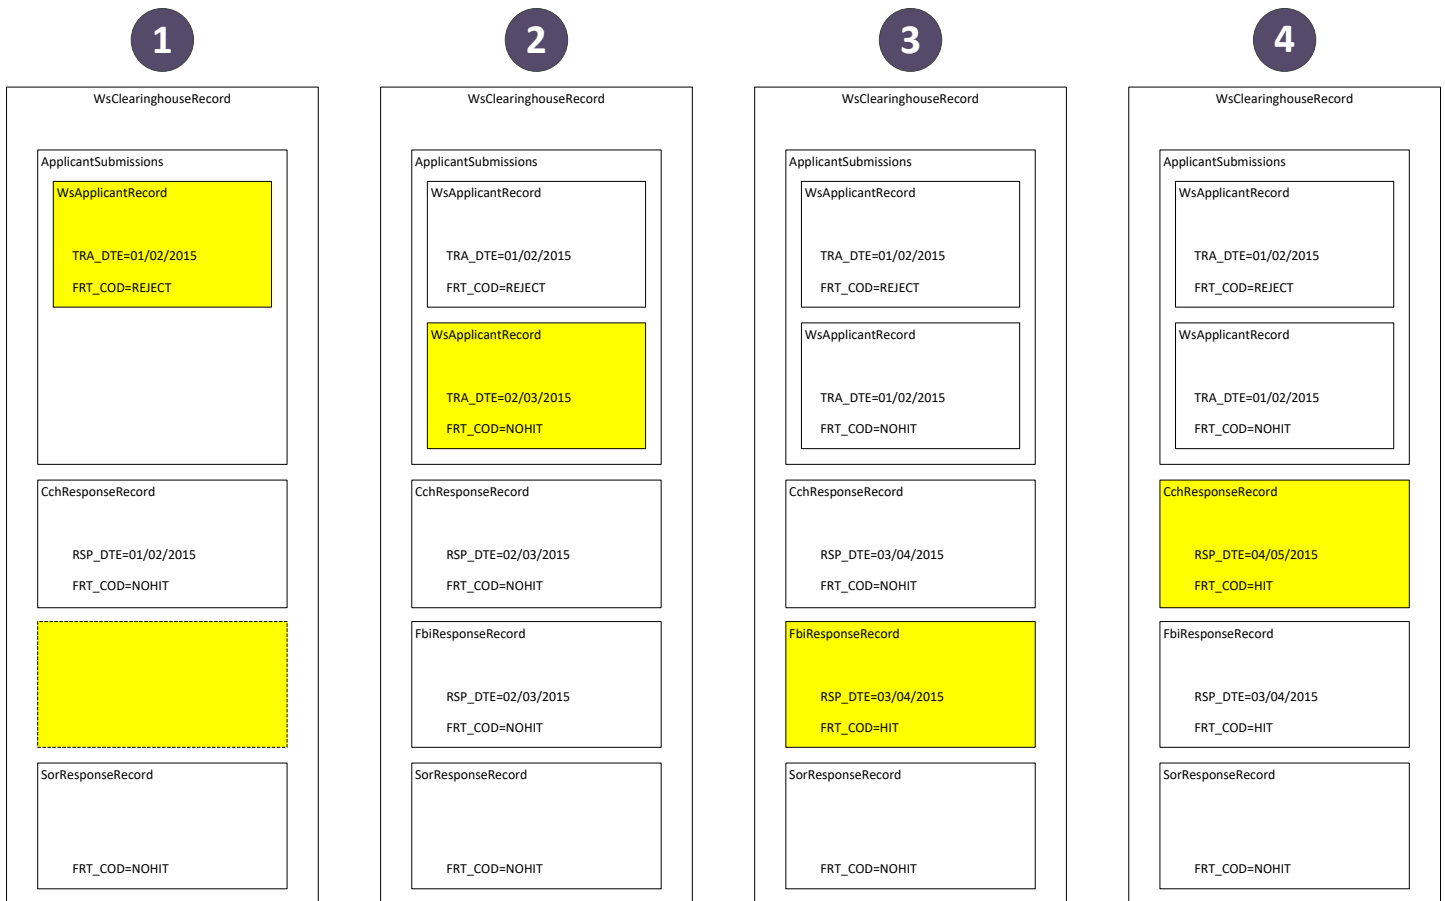 1
WsClearinghouseRecord
ApplicantSubmissions
WsApplicantRecord
TRA_DTE=01/02/2015
FRT_COD=REJECT
CchResponseRecord
RSP_DTE=01/02/2015
FRT_COD=NOHIT
SorResponseRecord
FRT_COD=NOHIT
2
WsClearinghouseRecord
ApplicantSubmissions
WsApplicantRecord
TRA_DTE=01/02/2015
FRT_COD=REJECT
WsApplicantRecord
TRA_DTE=02/03/2015
FRT_COD=NOHIT
CchResponseRecord
RSP_DTE=02/03/2015
FRT_COD=NOHIT
FbiResponseRecord
RSP_DTE=02/03/2015
FRT_COD=NOHIT
SorResponseRecord
FRT_COD=NOHIT
3
WsClearinghouseRecord
ApplicantSubmissions
WsApplicantRecord
TRA_DTE=01/02/2015
FRT_COD=REJECT
WsApplicantRecord
TRA_DTE=01/02/2015
FRT_COD=NOHIT
CchResponseRecord
RSP_DTE=03/04/2015
FRT_COD=NOHIT
FbiResponseRecord
RSP_DTE=03/04/2015
FRT_COD=HIT
SorResponseRecord
FRT_COD=NOHIT
4
WsClearinghouseRecord
ApplicantSubmissions
WsApplicantRecord
TRA_DTE=01/02/2015
FRT_COD=REJECT
WsApplicantRecord
TRA_DTE=01/02/2015
FRT_COD=NOHIT
CchResponseRecord
RSP_DTE=04/05/2015
FRT_COD=HIT
FbiResponseRecord
RSP_DTE=03/04/2015
FRT_COD=HIT
SorResponseRecord
FRT_COD=NOHIT